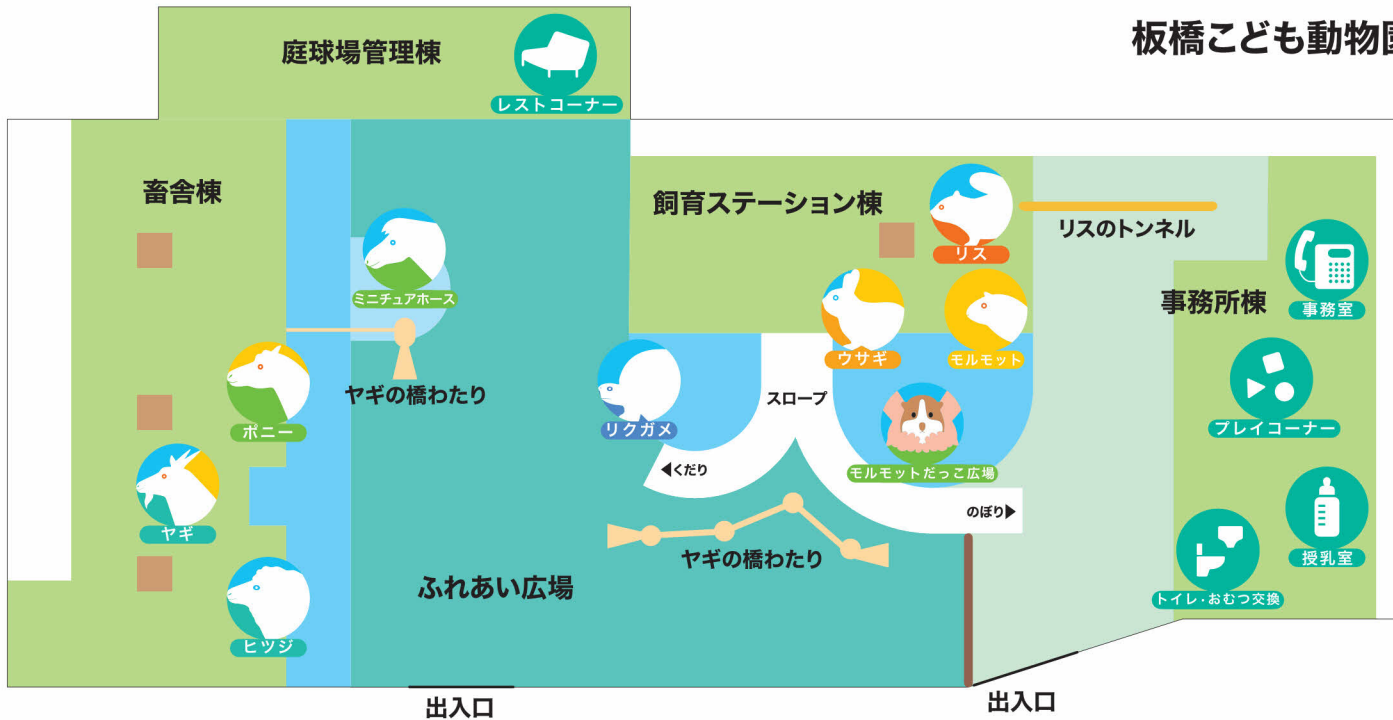 板橋こども動物園
庭球場管理棟
レストコーナー
畜舎棟
飼育ステーション棟
リス
リスのトンネル
ミニチュアホース
事務所棟
事務室
ウサギ
モルモット
ポニー
ヤギの橋わたり
リクガメ
スロープ
プレイコーナー
モルモットだっこ広場
◀くだり
のぼり▶
ヤギ
ヤギの橋わたり
授乳室
ふれあい広場
トイレ・おむつ交換
ヒツジ
出入口
出入口